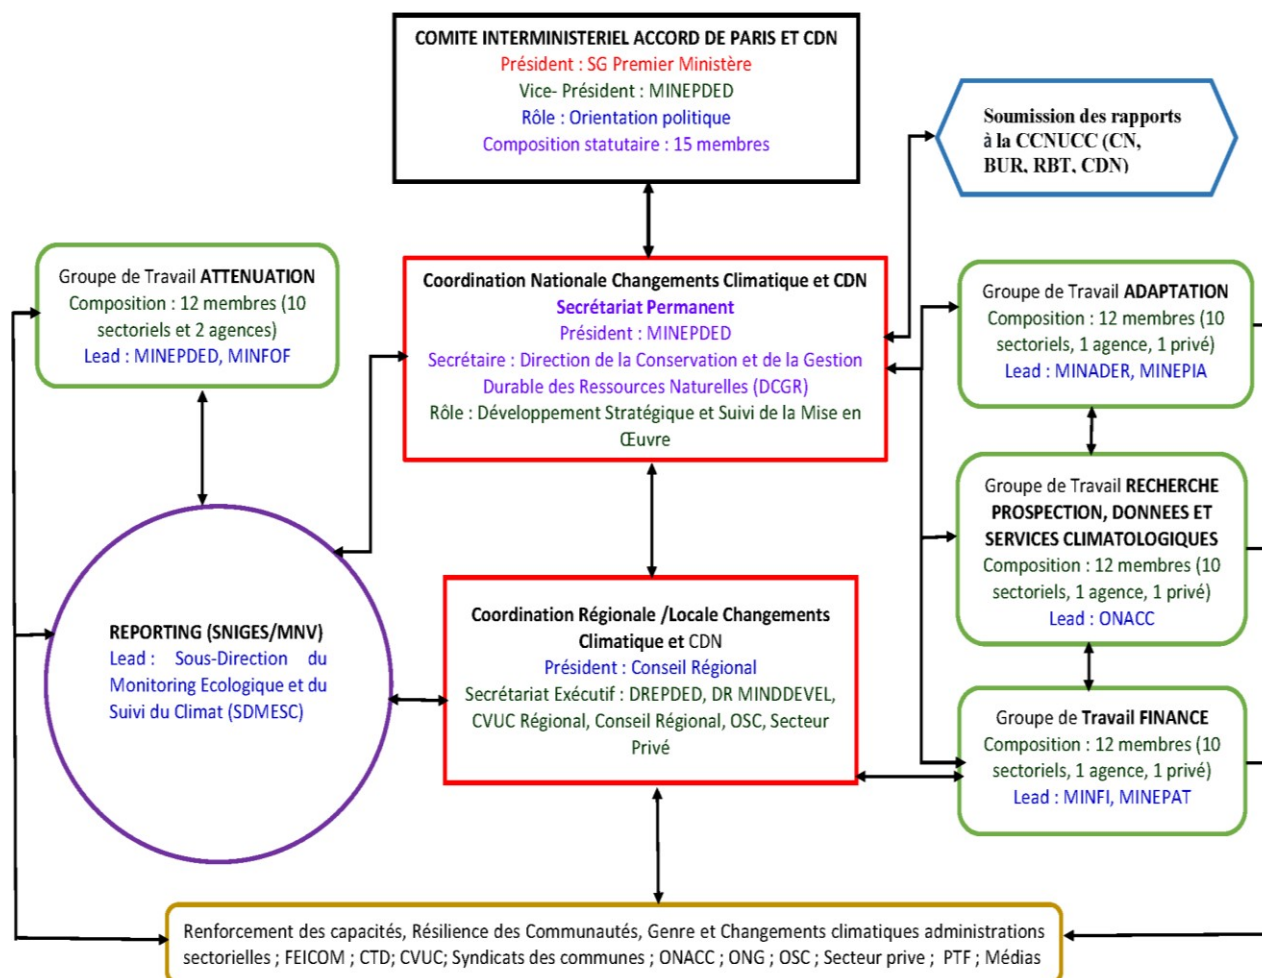 COMITE INTERMINISTERIEL ACCORD DE PARIS ET CDN
Président : SG Premier Ministère
Vice- Président : MINEPDED
Rôle : Orientation politique
Composition statutaire : 15 membres
Soumission des rapports
à la CCNUCC (CN,
BUR, RBT, CDN)
Groupe de Travail ATTENUATION
Composition : 12 membres (10
sectoriels et 2 agences)
Lead : MINEPDED, MINFOF
Coordination Nationale Changements Climatique et CDN
Secrétariat Permanent
Président : MINEPDED
Secrétaire : Direction de la Conservation et de la Gestion
Durable des Ressources Naturelles (DCGR)
Rôle : Développement Stratégique et Suivi de la Mise en
Œuvre
Groupe de Travail ADAPTATION
Composition : 12 membres (10
sectoriels, 1 agence, 1 privé)
Lead : MINADER, MINEPIA
Groupe de Travail RECHERCHE
PROSPECTION, DONNEES ET
SERVICES CLIMATOLOGIQUES
Composition : 12 membres (10
sectoriels, 1 agence, 1 privé)
Lead : ONACC
REPORTING (SNIGES/MNV)
Lead : Sous-Direction du
Monitoring Ecologique et du
Suivi du Climat (SDMESC)
Coordination Régionale /Locale Changements
Climatique et CDN
Président : Conseil Régional
Secrétariat Exécutif : DREPDED, DR MINDDEVEL,
CVUC Régional, Conseil Régional, OSC, Secteur
Privé
Groupe de Travail FINANCE
Composition : 12 membres (10
sectoriels, 1 agence, 1 privé)
Lead : MINFI, MINEPAT
Renforcement des capacités, Résilience des Communautés, Genre et Changements climatiques administrations
sectorielles ; FEICOM ; CTD; CVUC; Syndicats des communes ; ONACC ; ONG ; OSC ; Secteur prive ; PTF ; Médias